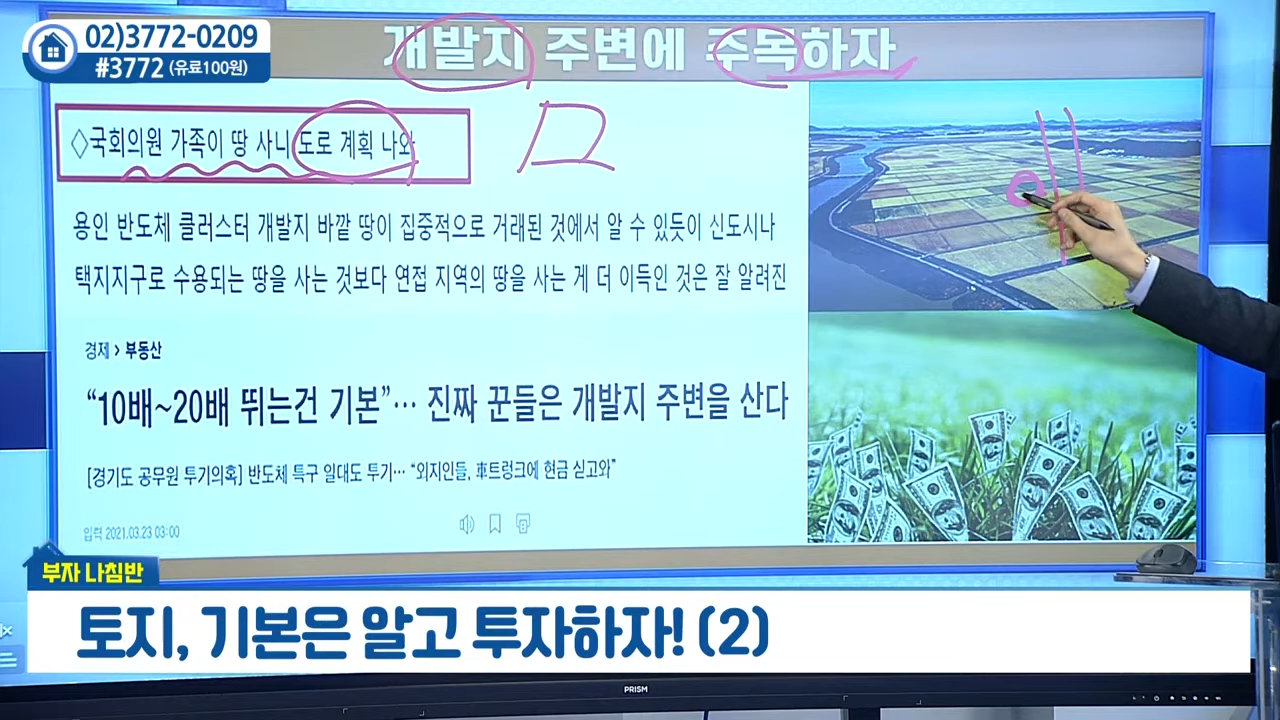 02)3772-0209
#3772 (유료100원)
개발지 주변에 주독하자
◇국회의원 가족이 땅 사니 도로 계획 나와
용인 반도체 클러스터 개발지 바깥 땅이 집중적으로 거래된 것에서 알 수 있듯이 신도시나
택지지구로 수용되는 땅을 사는 것보다 연접 지역의 땅을 사는 게 더 이득인 것은 잘 알려진
경제 > 부동산
“10배~20배 뛰는건 기본”… 진짜 꾼들은 개발지 주변을 산다
[경기도 공무원 투기의혹] 반도체 특구 일대도 투기… “외지인들, 車트렁크에 현금 싣고와”
입력 2021.03.23 03:00
부자 나침반
토지, 기본은 알고 투자하자! (2)
PRISM